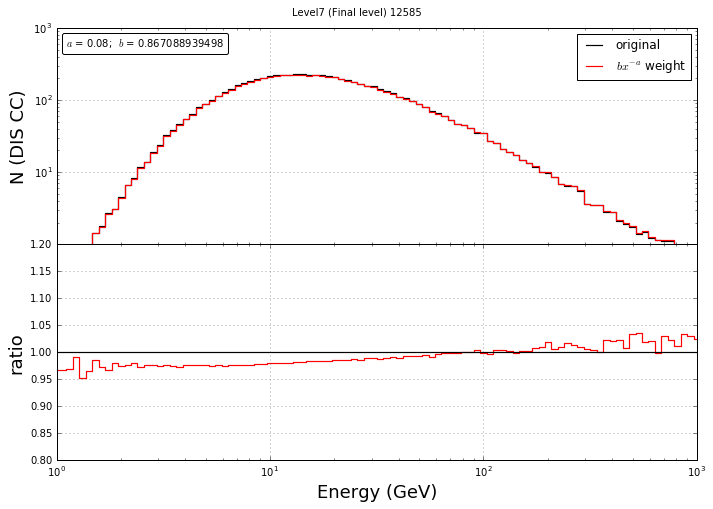 Level7 (Final level) 12585
a = 0.08; b = 0.867088939498
original
bx^{-a} weight
N (DIS CC)
10^3
10^2
10^1
1.20
1.15
1.10
1.05
1.00
0.95
0.90
0.85
0.80
ratio
10^0 10^1 10^2 10^3
Energy (GeV)